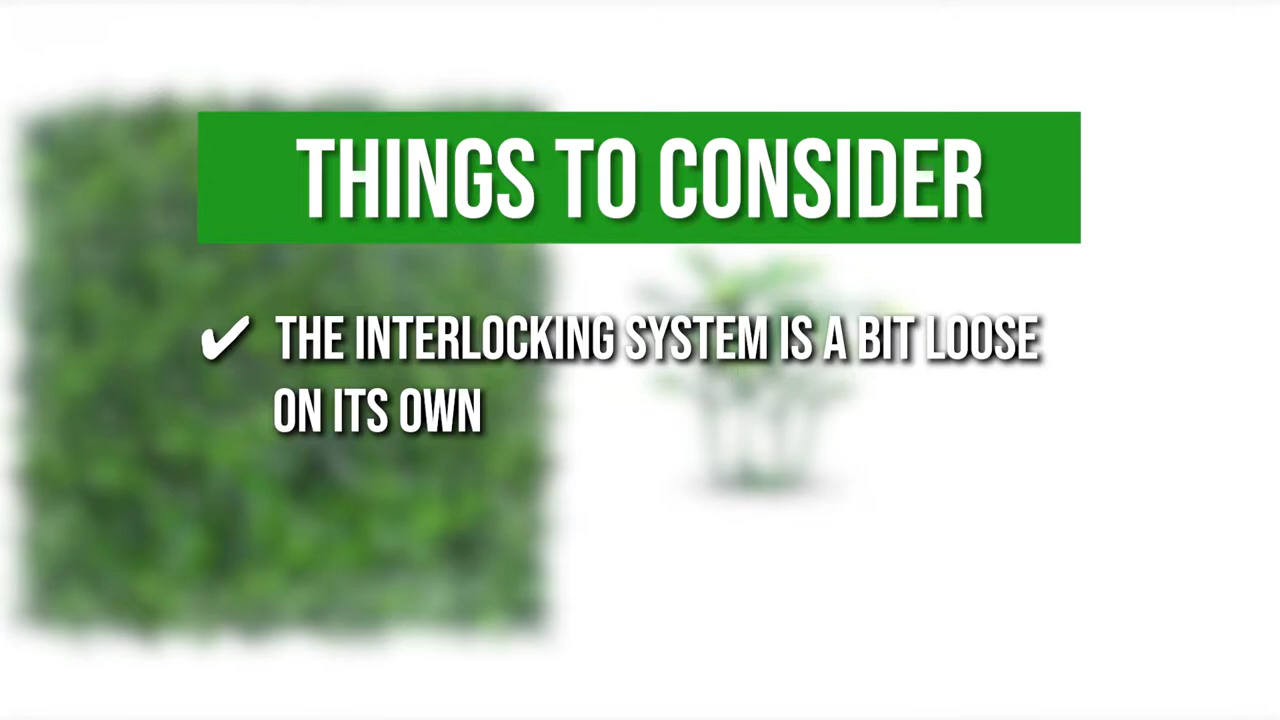 THINGS TO CONSIDER
✔ THE INTERLOCKING SYSTEM IS A BIT LOOSE
ON ITS OWN